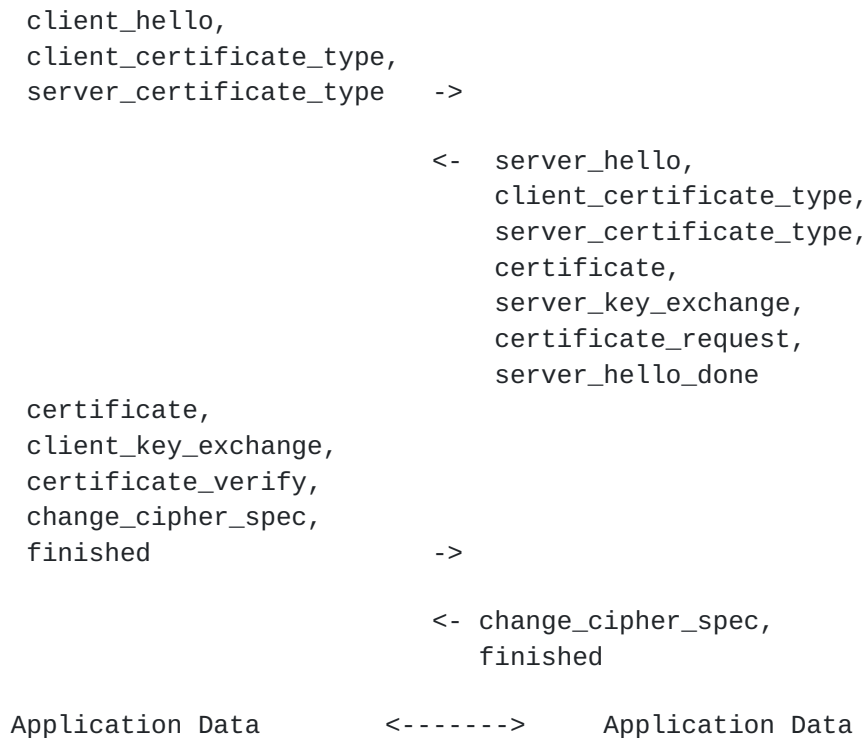 client_hello,
client_certificate_type,
server_certificate_type   ->
<-  server_hello,
client_certificate_type,
server_certificate_type,
certificate,
server_key_exchange,
certificate_request,
server_hello_done
certificate,
client_key_exchange,
certificate_verify,
change_cipher_spec,
finished                  ->
<- change_cipher_spec,
finished
Application Data        <------->     Application Data